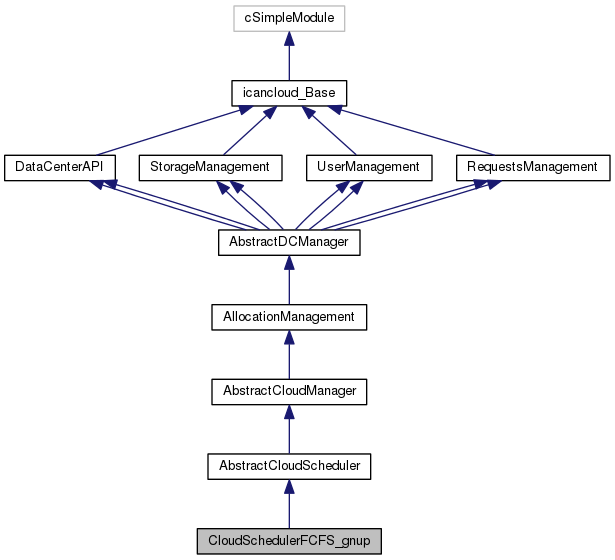 cSimpleModule
icancloud_Base
DataCenterAPI
StorageManagement
UserManagement
RequestsManagement
AbstractDCManager
AllocationManagement
AbstractCloudManager
AbstractCloudScheduler
CloudSchedulerFCFS_gnup